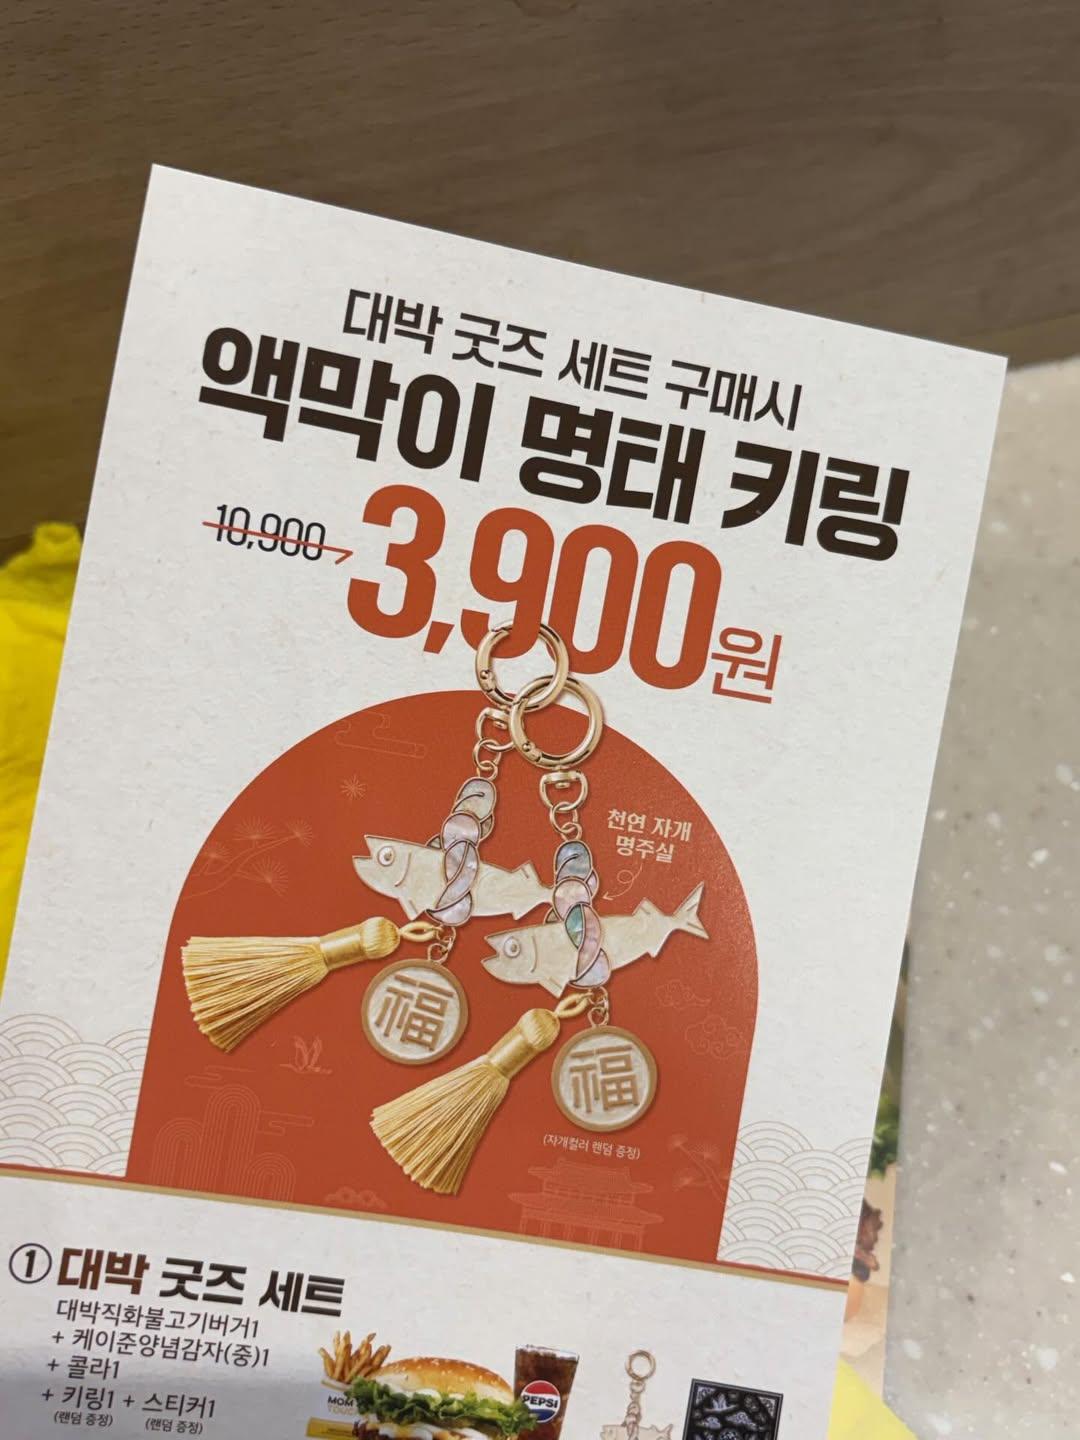 대박 굿즈 세트 구매시
액막이 명태 키링
10,900
3,900원
천연 자개
명주실
福
福
(자개컬러 랜덤 증정)
① 대박 굿즈 세트
대박직화불고기버거1
+ 케이준양념감자(중)1
+ 콜라1
+ 키링1 + 스티커1
(랜덤 증정) (랜덤 증정)
MOM'S
TOUCH
PEPSI